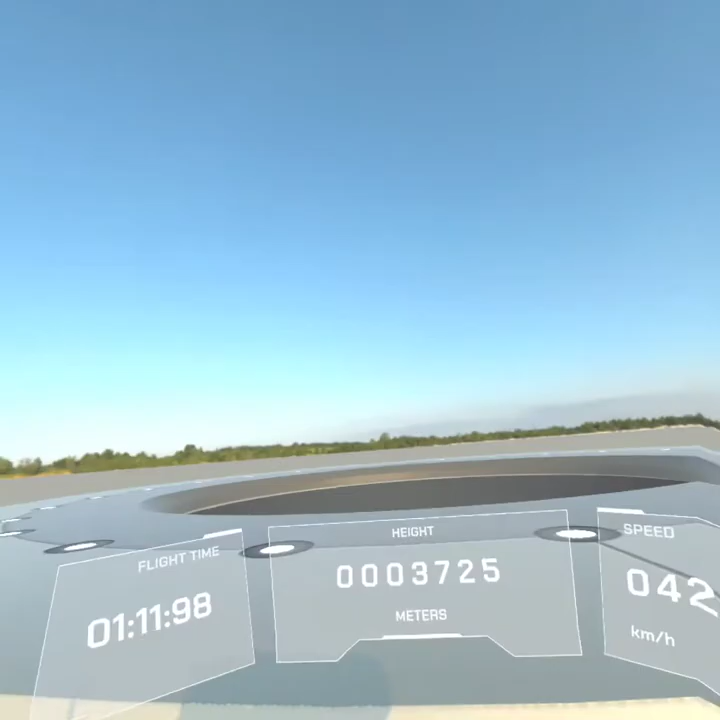 FLIGHT TIME
01:11:98
HEIGHT
0003725
METERS
SPEED
042
km/h